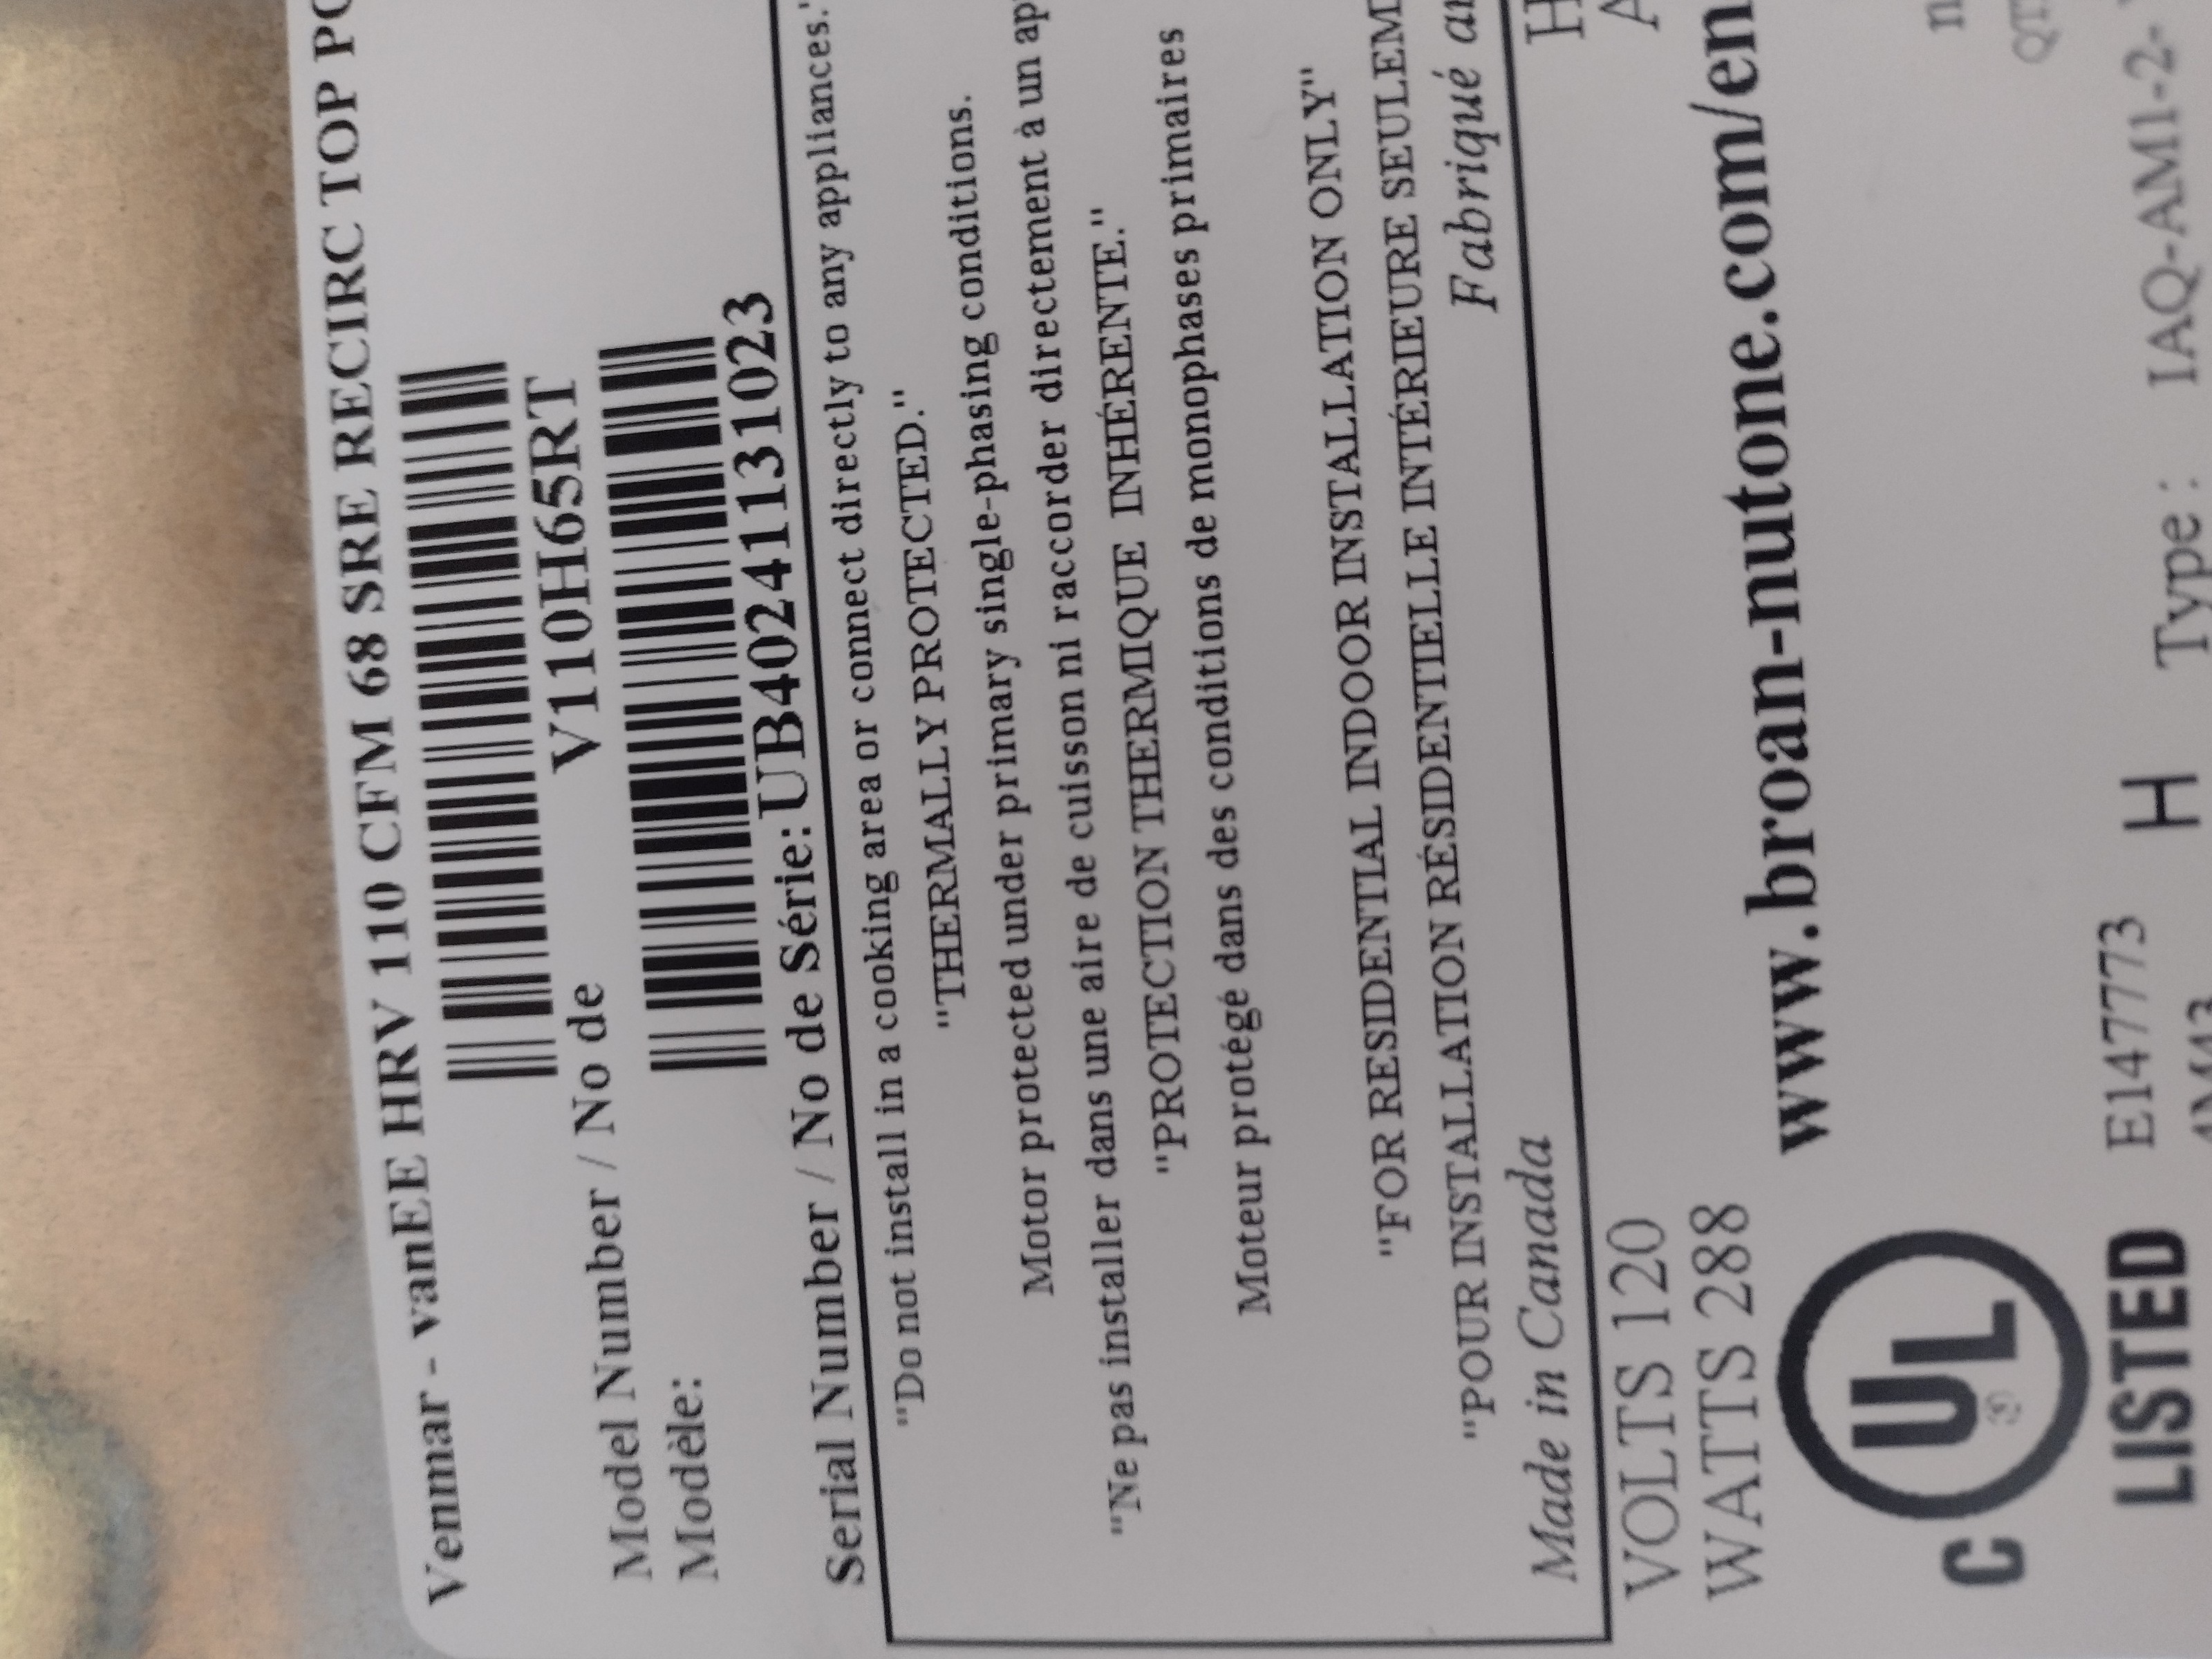 Venmar - vanEE HRV 110 CFM 68 SRE RECIRC TOP PO
Model Number / No de
Modèle:
V110H65RT
Serial Number / No de Série: UB40241131023
"Do not install in a cooking area or connect directly to any appliances."
"THERMALLY PROTECTED."
Motor protected under primary single-phasing conditions.
"Ne pas installer dans une aire de cuisson ni raccorder directement à un ap
"PROTECTION THERMIQUE INHÉRENTE."
Moteur protégé dans des conditions de monophases primaires
"FOR RESIDENTIAL INDOOR INSTALLATION ONLY"
"POUR INSTALLATION RÉSIDENTIELLE INTÉRIEURE SEULEM
Made in Canada Fabriqué au
VOLTS 120 H
WATTS 288 A
www.broan-nutone.com/en
C UL ®
LISTED E147773 H Type : IAQ-AM1-2-
4M43